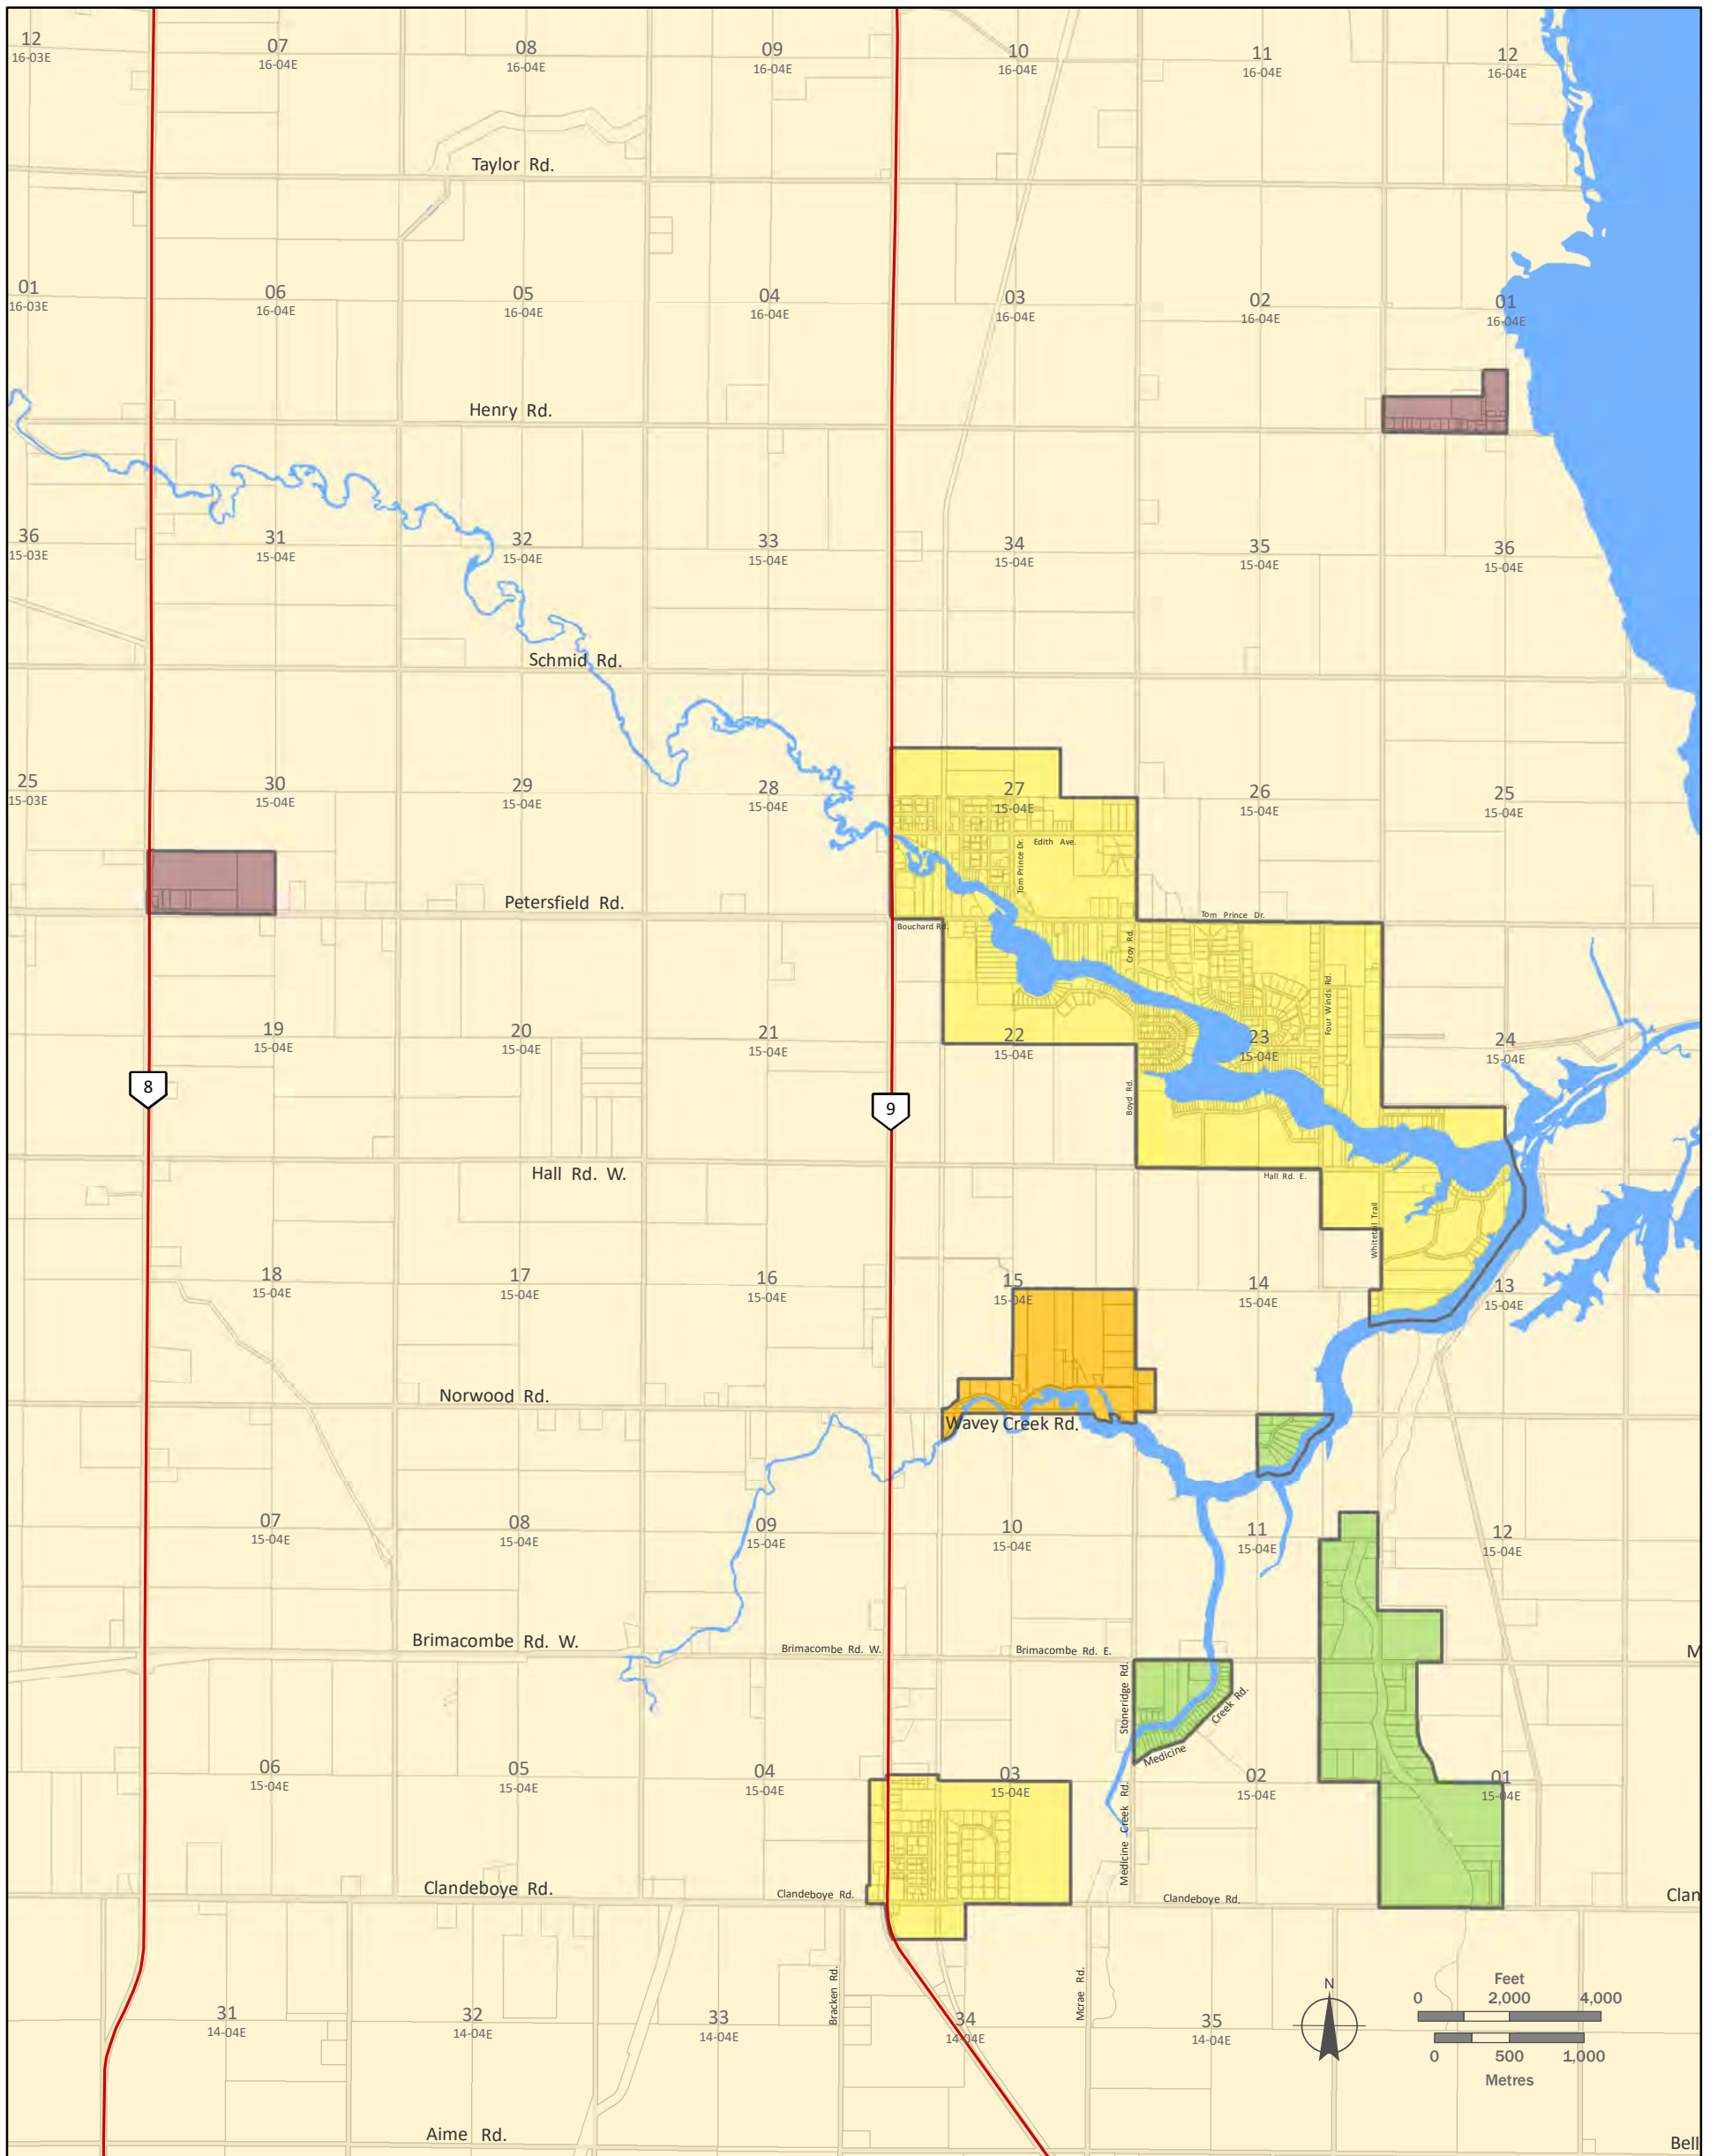 12
16-03E
07
16-04E
08
16-04E
09
16-04E
10
16-04E
11
16-04E
12
16-04E
Taylor Rd.
01
16-03E
06
16-04E
05
16-04E
04
16-04E
03
16-04E
02
16-04E
01
16-04E
Henry Rd.
36
15-03E
31
15-04E
32
15-04E
33
15-04E
34
15-04E
35
15-04E
36
15-04E
Schmid Rd.
25
15-03E
30
15-04E
29
15-04E
28
15-04E
27
15-04E
26
15-04E
25
15-04E
Edith Ave.
Tom Prince Dr.
Petersfield Rd.
Tom Prince Dr.
Bouchard Rd.
Croy Rd.
Four Winds Rd.
19
15-04E
20
15-04E
21
15-04E
22
15-04E
23
15-04E
24
15-04E
8
9
Boyd Rd.
Hall Rd. W.
Hall Rd. E.
Whitetail Trail
18
15-04E
17
15-04E
16
15-04E
15
15-04E
14
15-04E
13
15-04E
Norwood Rd.
Wavey Creek Rd.
07
15-04E
08
15-04E
09
15-04E
10
15-04E
11
15-04E
12
15-04E
Brimacombe Rd. W.
Brimacombe Rd. W.
Brimacombe Rd. E.
M
Stoneridge Rd.
Medicine Creek Rd.
06
15-04E
05
15-04E
04
15-04E
03
15-04E
02
15-04E
01
15-04E
Medicine Creek Rd.
Clandeboye Rd.
Clandeboye Rd.
Clandeboye Rd.
Clan
Bracken Rd.
Mcrae Rd.
31
14-04E
32
14-04E
33
14-04E
34
14-04E
35
14-04E
N
Feet
0 2,000 4,000
0 500 1,000
Metres
Aime Rd.
Bell